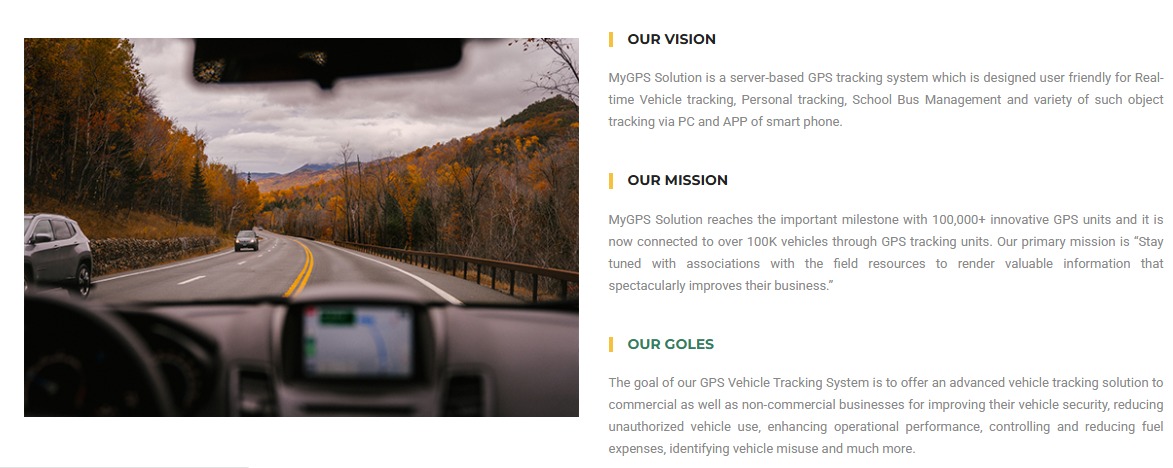 OUR VISION
MyGPS Solution is a server-based GPS tracking system which is designed user friendly for Real-
time Vehicle tracking, Personal tracking, School Bus Management and variety of such object
tracking via PC and APP of smart phone.
OUR MISSION
MyGPS Solution reaches the important milestone with 100,000+ innovative GPS units and it is
now connected to over 100K vehicles through GPS tracking units. Our primary mission is “Stay
tuned with associations with the field resources to render valuable information that
spectacularly improves their business.”
OUR GOLES
The goal of our GPS Vehicle Tracking System is to offer an advanced vehicle tracking solution to
commercial as well as non-commercial businesses for improving their vehicle security, reducing
unauthorized vehicle use, enhancing operational performance, controlling and reducing fuel
expenses, identifying vehicle misuse and much more.